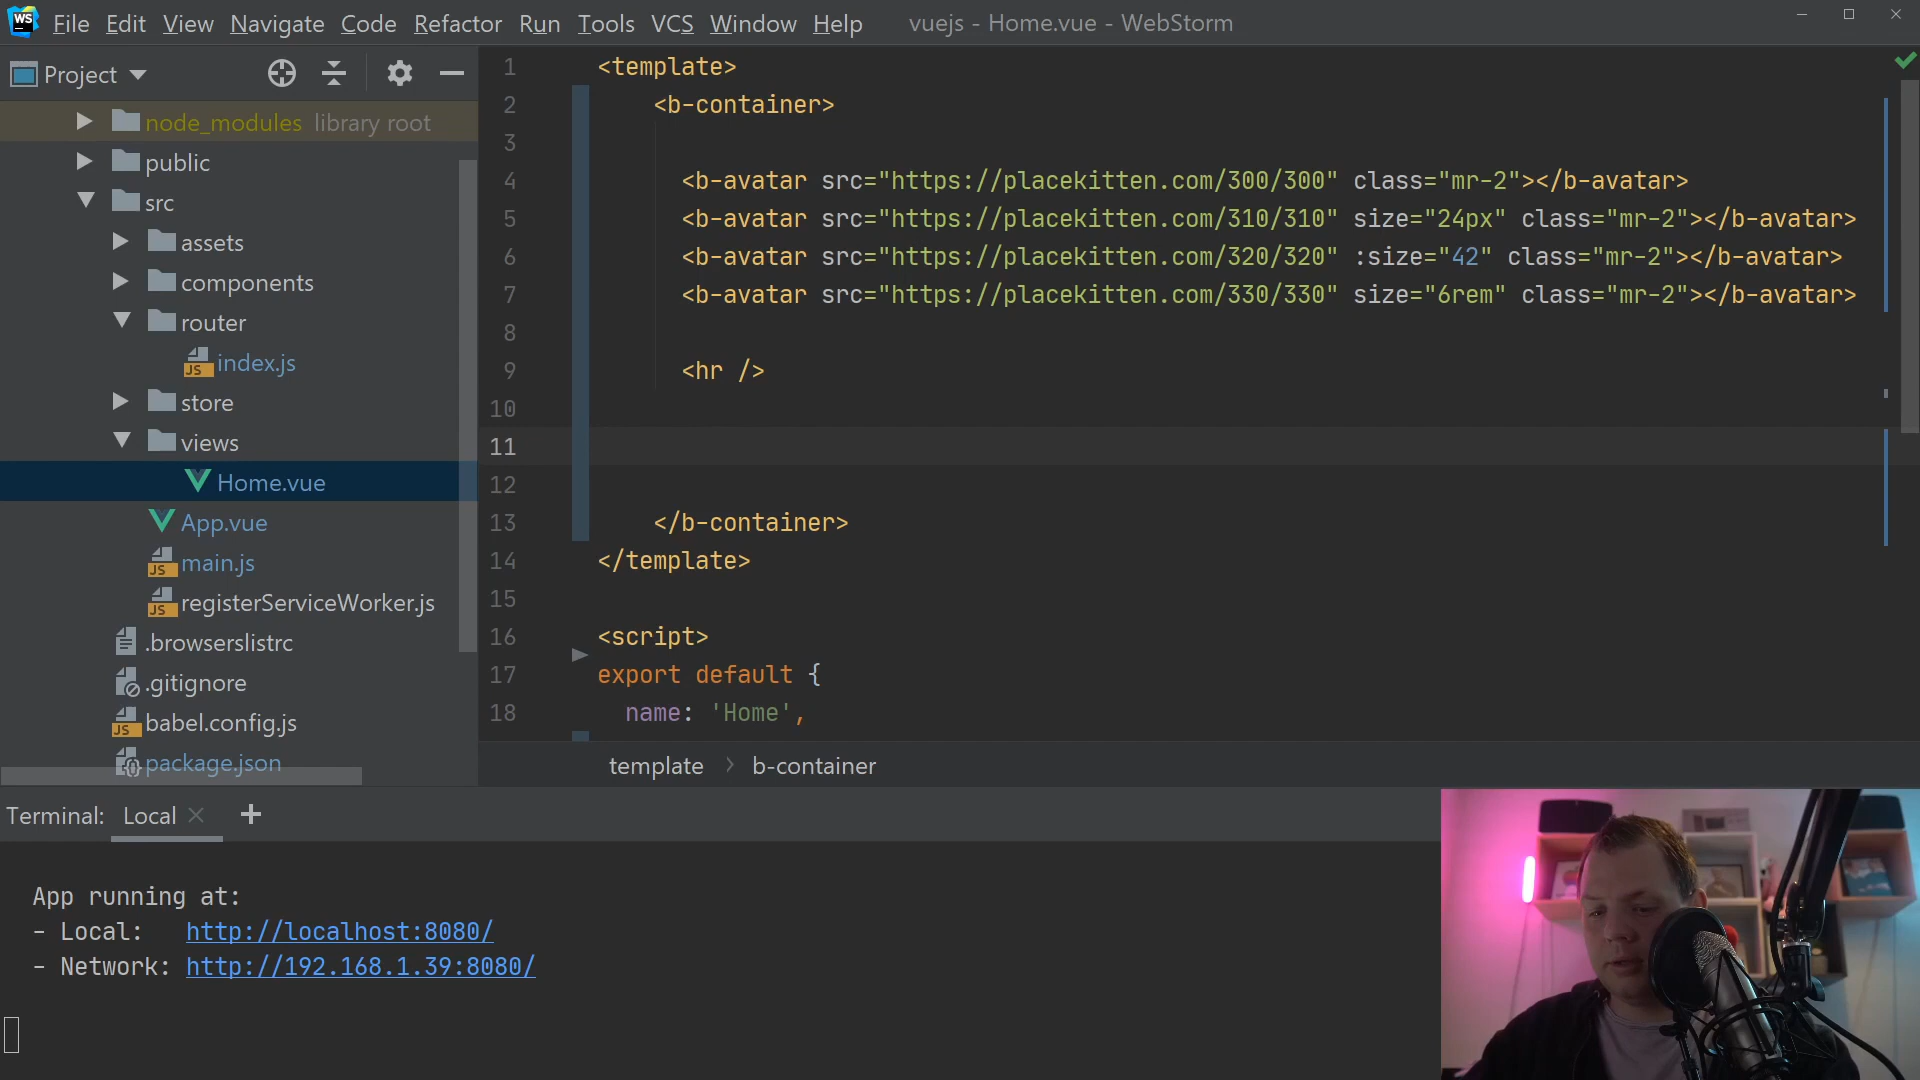 WS File Edit View Navigate Code Refactor Run Tools VCS Window Help vuejs - Home.vue - WebStorm
Project
node_modules library root
public
src
assets
components
router
JS index.js
store
views
Home.vue
App.vue
JS main.js
JS registerServiceWorker.js
.browserslistrc
.gitignore
JS babel.config.js
package.json
1 <template>
2 <b-container>
3
4 <b-avatar src="https://placekitten.com/300/300" class="mr-2"></b-avatar>
5 <b-avatar src="https://placekitten.com/310/310" size="24px" class="mr-2"></b-avatar>
6 <b-avatar src="https://placekitten.com/320/320" :size="42" class="mr-2"></b-avatar>
7 <b-avatar src="https://placekitten.com/330/330" size="6rem" class="mr-2"></b-avatar>
8
9 <hr />
10
11
12
13 </b-container>
14 </template>
15
16 <script>
17 export default {
18 name: 'Home',
template > b-container
Terminal: Local × +
App running at:
- Local: http://localhost:8080/
- Network: http://192.168.1.39:8080/